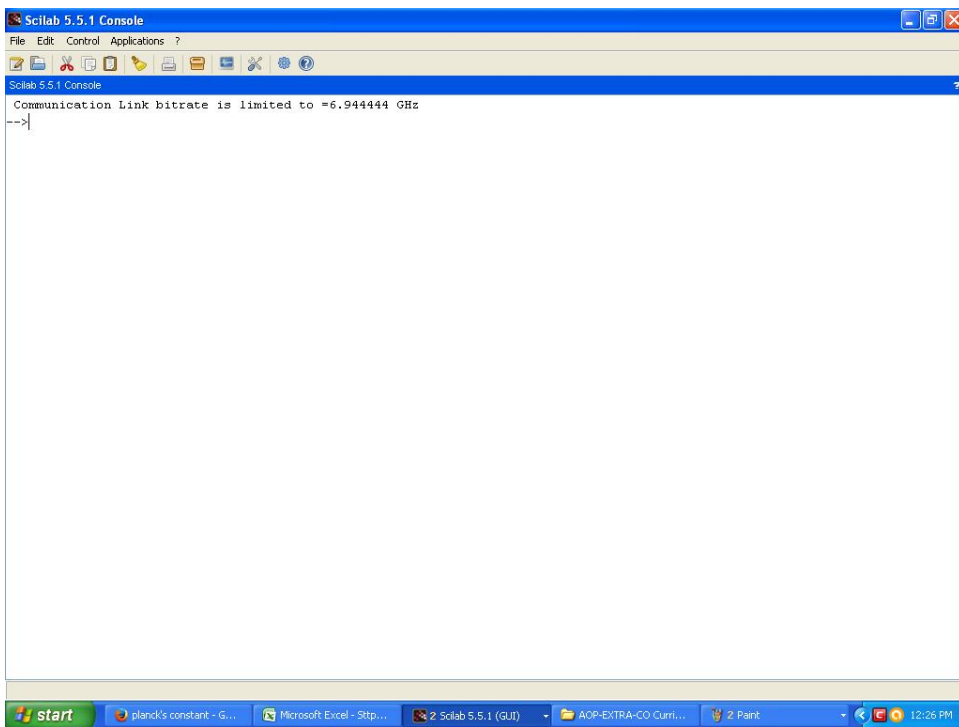 Scilab 5.5.1 Console
File Edit Control Applications ?
Scilab 5.5.1 Console ?
Communication Link bitrate is limited to =6.944444 GHz
-->
start planck's constant - G... Microsoft Excel - Sttp... 2 Scilab 5.5.1 (GUI) AOP-EXTRA-CO Curri... 2 Paint 12:26 PM